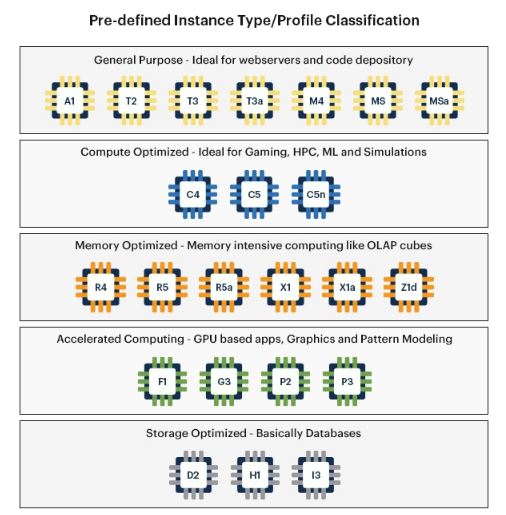 Pre-defined Instance Type/Profile Classification
General Purpose - Ideal for webservers and code depository
A1 T2 T3 T3a M4 MS MSa
Compute Optimized - Ideal for Gaming, HPC, ML and Simulations
C4 C5 C5n
Memory Optimized - Memory intensive computing like OLAP cubes
R4 R5 R5a X1 X1a Z1d
Accelerated Computing - GPU based apps, Graphics and Pattern Modeling
F1 G3 P2 P3
Storage Optimized - Basically Databases
D2 H1 I3